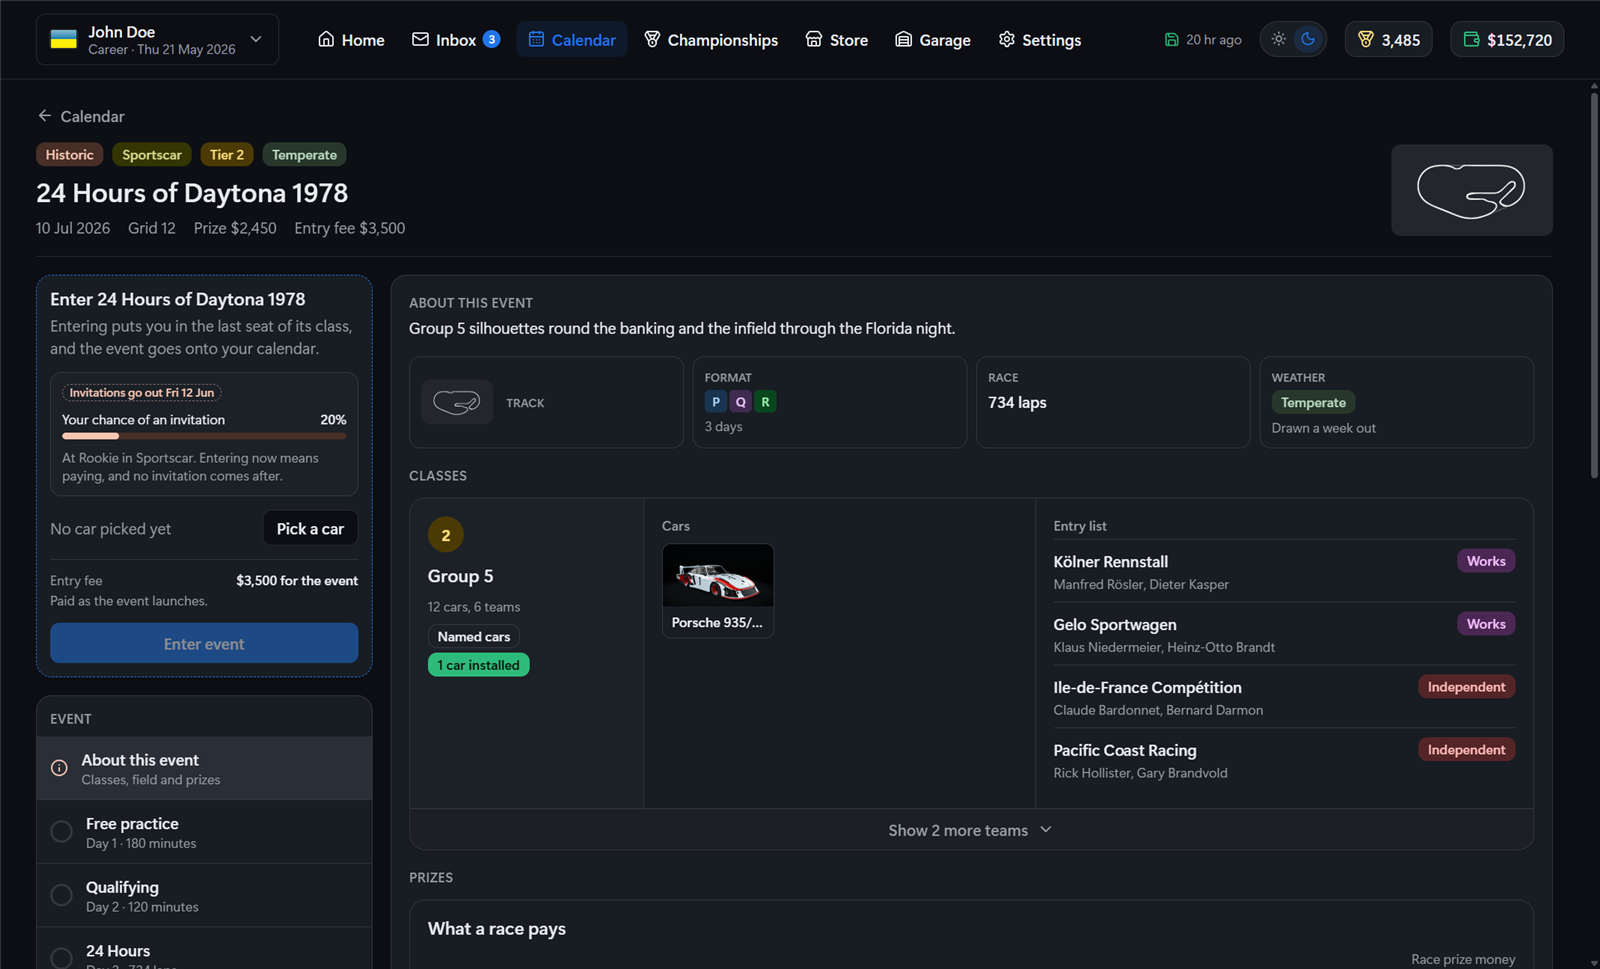 John Doe
Career · Thu 21 May 2026
Home
Inbox 3
Calendar
Championships
Store
Garage
Settings
20 hr ago
3,485
$152,720
Calendar
Historic
Sportscar
Tier 2
Temperate
24 Hours of Daytona 1978
10 Jul 2026
Grid 12
Prize $2,450
Entry fee $3,500
Enter 24 Hours of Daytona 1978
Entering puts you in the last seat of its class,
and the event goes onto your calendar.
Invitations go out Fri 12 Jun
Your chance of an invitation 20%
At Rookie in Sportscar. Entering now means
paying, and no invitation comes after.
No car picked yet
Pick a car
Entry fee $3,500 for the event
Paid as the event launches.
Enter event
EVENT
About this event
Classes, field and prizes
Free practice
Day 1 · 180 minutes
Qualifying
Day 2 · 120 minutes
24 Hours
Day 3 · 734 laps
ABOUT THIS EVENT
Group 5 silhouettes round the banking and the infield through the Florida night.
TRACK
FORMAT
P Q R
3 days
RACE
734 laps
WEATHER
Temperate
Drawn a week out
CLASSES
2
Group 5
12 cars, 6 teams
Named cars
1 car installed
Cars
Porsche 935/...
Entry list
Kölner Rennstall
Works
Manfred Rösler, Dieter Kasper
Gelo Sportwagen
Works
Klaus Niedermeier, Heinz-Otto Brandt
Ile-de-France Compétition
Independent
Claude Bardonnet, Bernard Darmon
Pacific Coast Racing
Independent
Rick Hollister, Gary Brandvold
Show 2 more teams
PRIZES
What a race pays
Race prize money